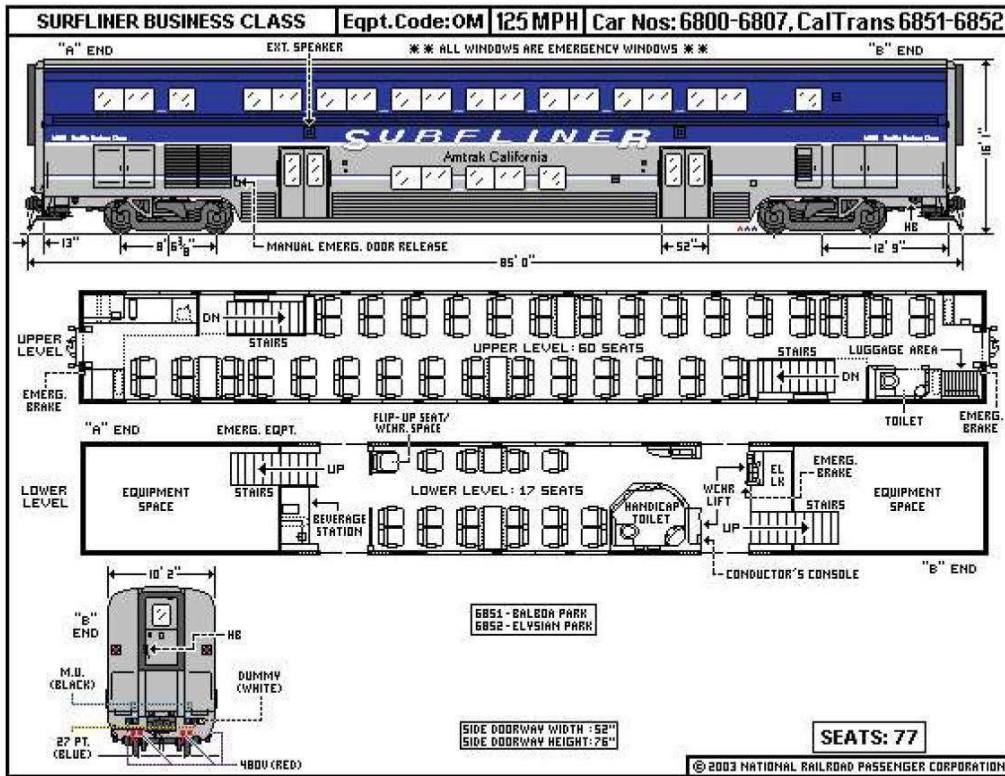 SURFLINER BUSINESS CLASS
Eqpt.Code:OM
125 MPH
Car Nos: 6800-6807, CalTrans 6851-6852
"A" END
EXT. SPEAKER
* * ALL WINDOWS ARE EMERGENCY WINDOWS * *
"B" END
SURFLINER
Amtrak California
16' 1"
13"
8' 6 3/8"
MANUAL EMERG. DOOR RELEASE
52"
HB
12' 9"
85' 0"
UPPER
LEVEL
DN
STAIRS
UPPER LEVEL: 60 SEATS
STAIRS
LUGGAGE AREA
DN
EMERG.
BRAKE
TOILET
EMERG.
BRAKE
"A" END
EMERG. EQPT.
FLIP-UP SEAT/
WCHR. SPACE
LOWER
LEVEL
EQUIPMENT
SPACE
UP
STAIRS
LOWER LEVEL: 17 SEATS
BEVERAGE
STATION
HANDICAP
TOILET
WCHR
LIFT
EL
LK
EMERG.
BRAKE
STAIRS
UP
EQUIPMENT
SPACE
CONDUCTOR'S CONSOLE
"B" END
10' 2"
"B"
END
HB
M.U.
(BLACK)
DUMMY
(WHITE)
27 PT.
(BLUE)
480V (RED)
6851 - BALBOA PARK
6852 - ELYSIAN PARK
SIDE DOORWAY WIDTH : 52"
SIDE DOORWAY HEIGHT: 76"
SEATS: 77
© 2003 NATIONAL RAILROAD PASSENGER CORPORATION